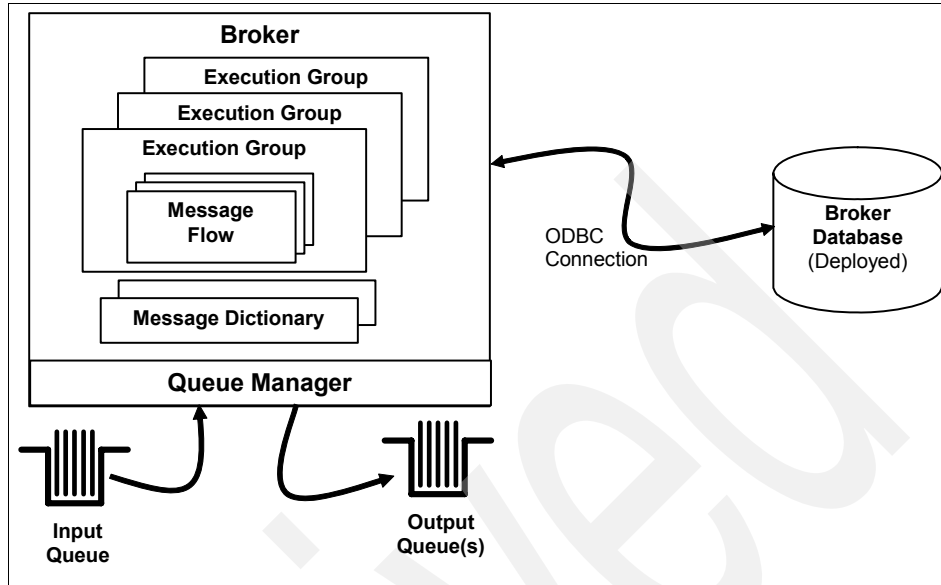 Broker
Execution Group
Execution Group
Execution Group
Message
Flow
Message Dictionary
Queue Manager
ODBC
Connection
Broker
Database
(Deployed)
Input
Queue
Output
Queue(s)